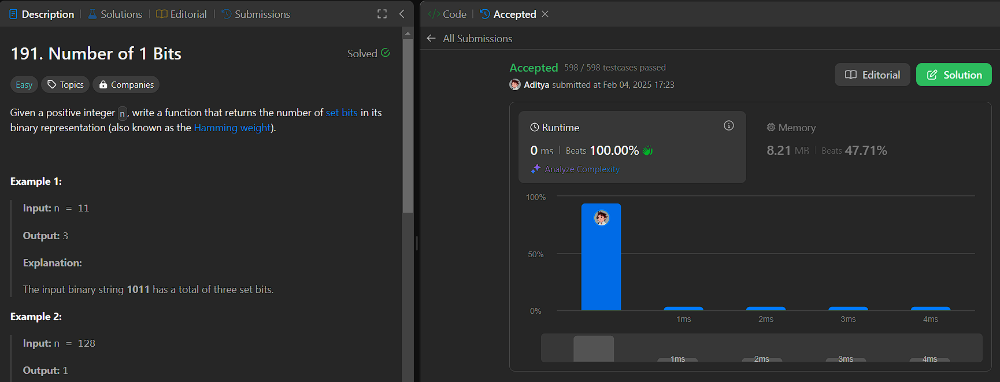 Description | Solutions | Editorial | Submissions
191. Number of 1 Bits
Solved
Easy Topics Companies
Given a positive integer n, write a function that returns the number of set bits in its
binary representation (also known as the Hamming weight).
Example 1:
Input: n = 11
Output: 3
Explanation:
The input binary string 1011 has a total of three set bits.
Example 2:
Input: n = 128
Output: 1
</> Code | Accepted ×
← All Submissions
Accepted 598 / 598 testcases passed
Aditya submitted at Feb 04, 2025 17:23
Editorial
Solution
Runtime
0 ms | Beats 100.00%
Analyze Complexity
Memory
8.21 MB | Beats 47.71%
100%
50%
0%
1ms 2ms 3ms 4ms
1ms 2ms 3ms 4ms